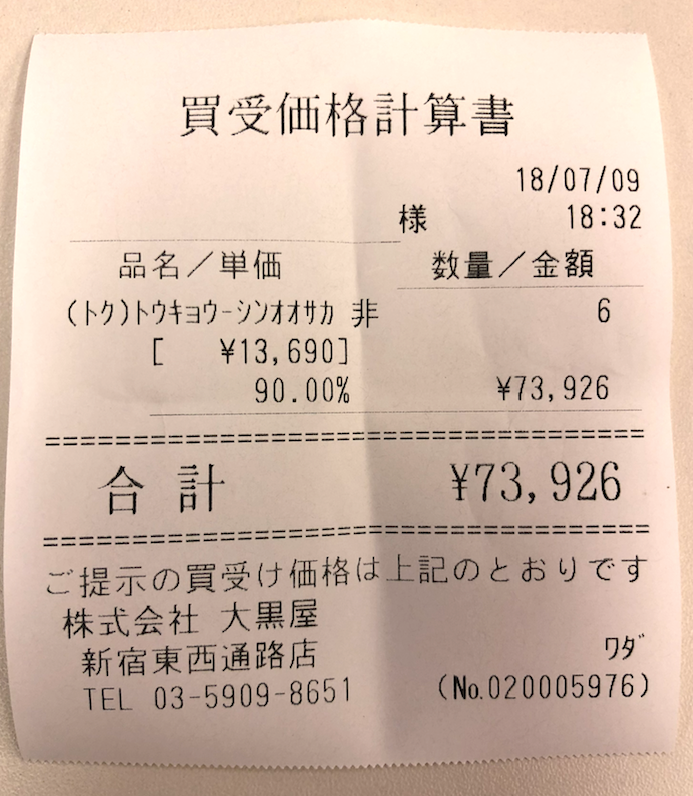 買受価格計算書
18/07/09
様 18:32
品名/単価 数量/金額
(トク)トウキョウ-シンオオサカ 非 6
[ ¥13,690]
90.00% ¥73,926
==================================
合 計 ¥73,926
==================================
ご提示の買受け価格は上記のとおりです
株式会社 大黒屋
新宿東西通路店 ワダ
TEL 03-5909-8651 (No.020005976)